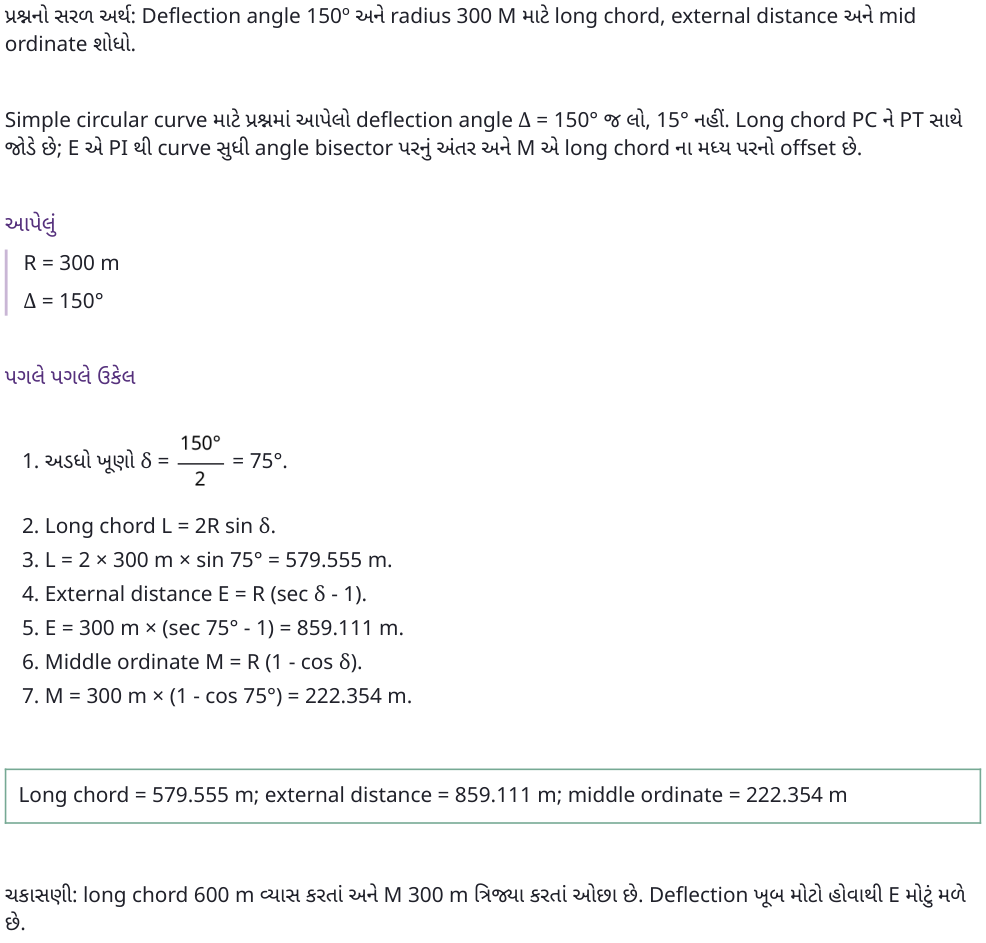 પ્રશ્નનો સરળ અર્થ: Deflection angle 150º અને radius 300 M માટે long chord, external distance અને mid
ordinate શોધો.
Simple circular curve માટે પ્રશ્નમાં આપેલો deflection angle Δ = 150° જ લો, 15° નહીં. Long chord PC ને PT સાથે
જોડે છે; E એ PI થી curve સુધી angle bisector પરનું અંતર અને M એ long chord ના મધ્ય પરનો offset છે.
આપેલું
R = 300 m
Δ = 150°
પગલે પગલે ઉકેલ
1. અડધો ખૂણો δ = 150°/2 = 75°.
2. Long chord L = 2R sin δ.
3. L = 2 × 300 m × sin 75° = 579.555 m.
4. External distance E = R (sec δ - 1).
5. E = 300 m × (sec 75° - 1) = 859.111 m.
6. Middle ordinate M = R (1 - cos δ).
7. M = 300 m × (1 - cos 75°) = 222.354 m.
Long chord = 579.555 m; external distance = 859.111 m; middle ordinate = 222.354 m
ચકાસણી: long chord 600 m વ્યાસ કરતાં અને M 300 m ત્રિજ્યા કરતાં ઓછા છે. Deflection ખૂબ મોટો હોવાથી E મોટું મળે
છે.